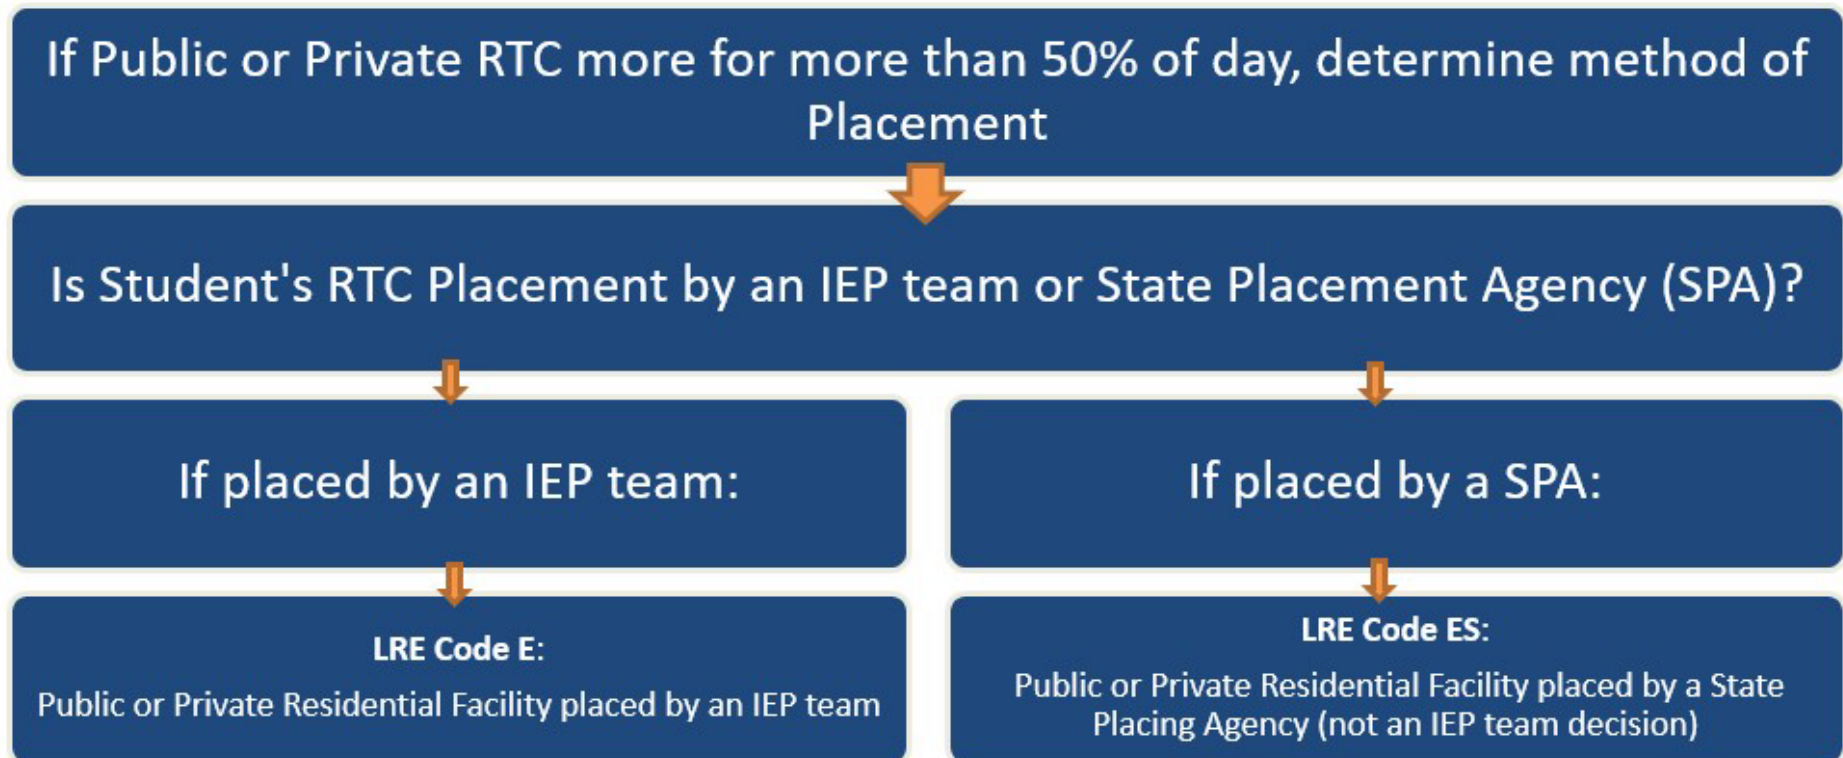 If Public or Private RTC more for more than 50% of day, determine method of
Placement
Is Student's RTC Placement by an IEP team or State Placement Agency (SPA)?
If placed by an IEP team:
If placed by a SPA:
LRE Code E:
Public or Private Residential Facility placed by an IEP team
LRE Code ES:
Public or Private Residential Facility placed by a State
Placing Agency (not an IEP team decision)